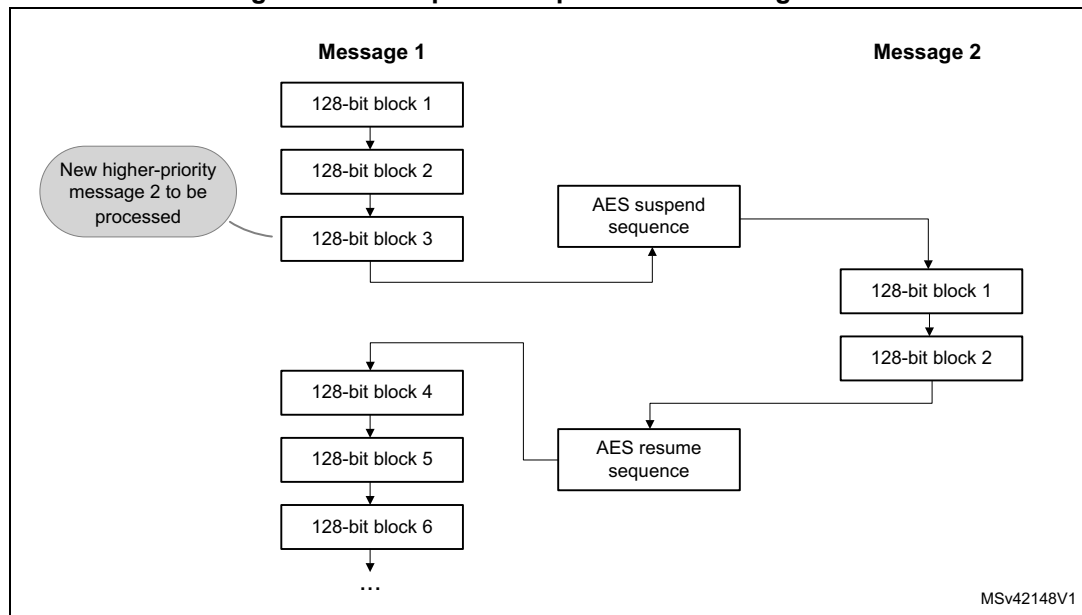 Message 1
Message 2
128-bit block 1
New higher-priority
message 2 to be
processed
128-bit block 2
128-bit block 3
AES suspend
sequence
128-bit block 1
128-bit block 2
128-bit block 4
AES resume
sequence
128-bit block 5
128-bit block 6
...
MSv42148V1